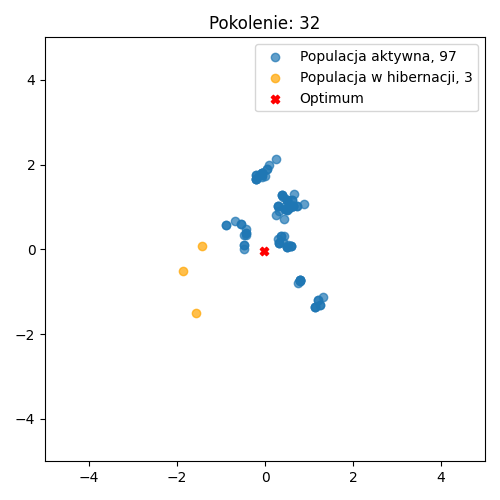 Pokolenie: 32
Populacja aktywna, 97
Populacja w hibernacji, 3
Optimum
4
2
0
−2
−4
−4
−2
0
2
4